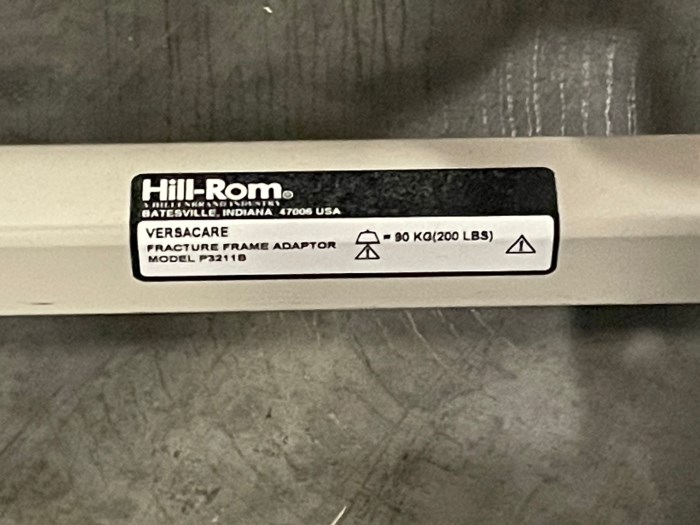 Hill-Rom®
A HILLENBRAND INDUSTRY
BATESVILLE, INDIANA 47006 USA
VERSACARE
FRACTURE FRAME ADAPTOR
MODEL P3211B
= 90 KG(200 LBS)